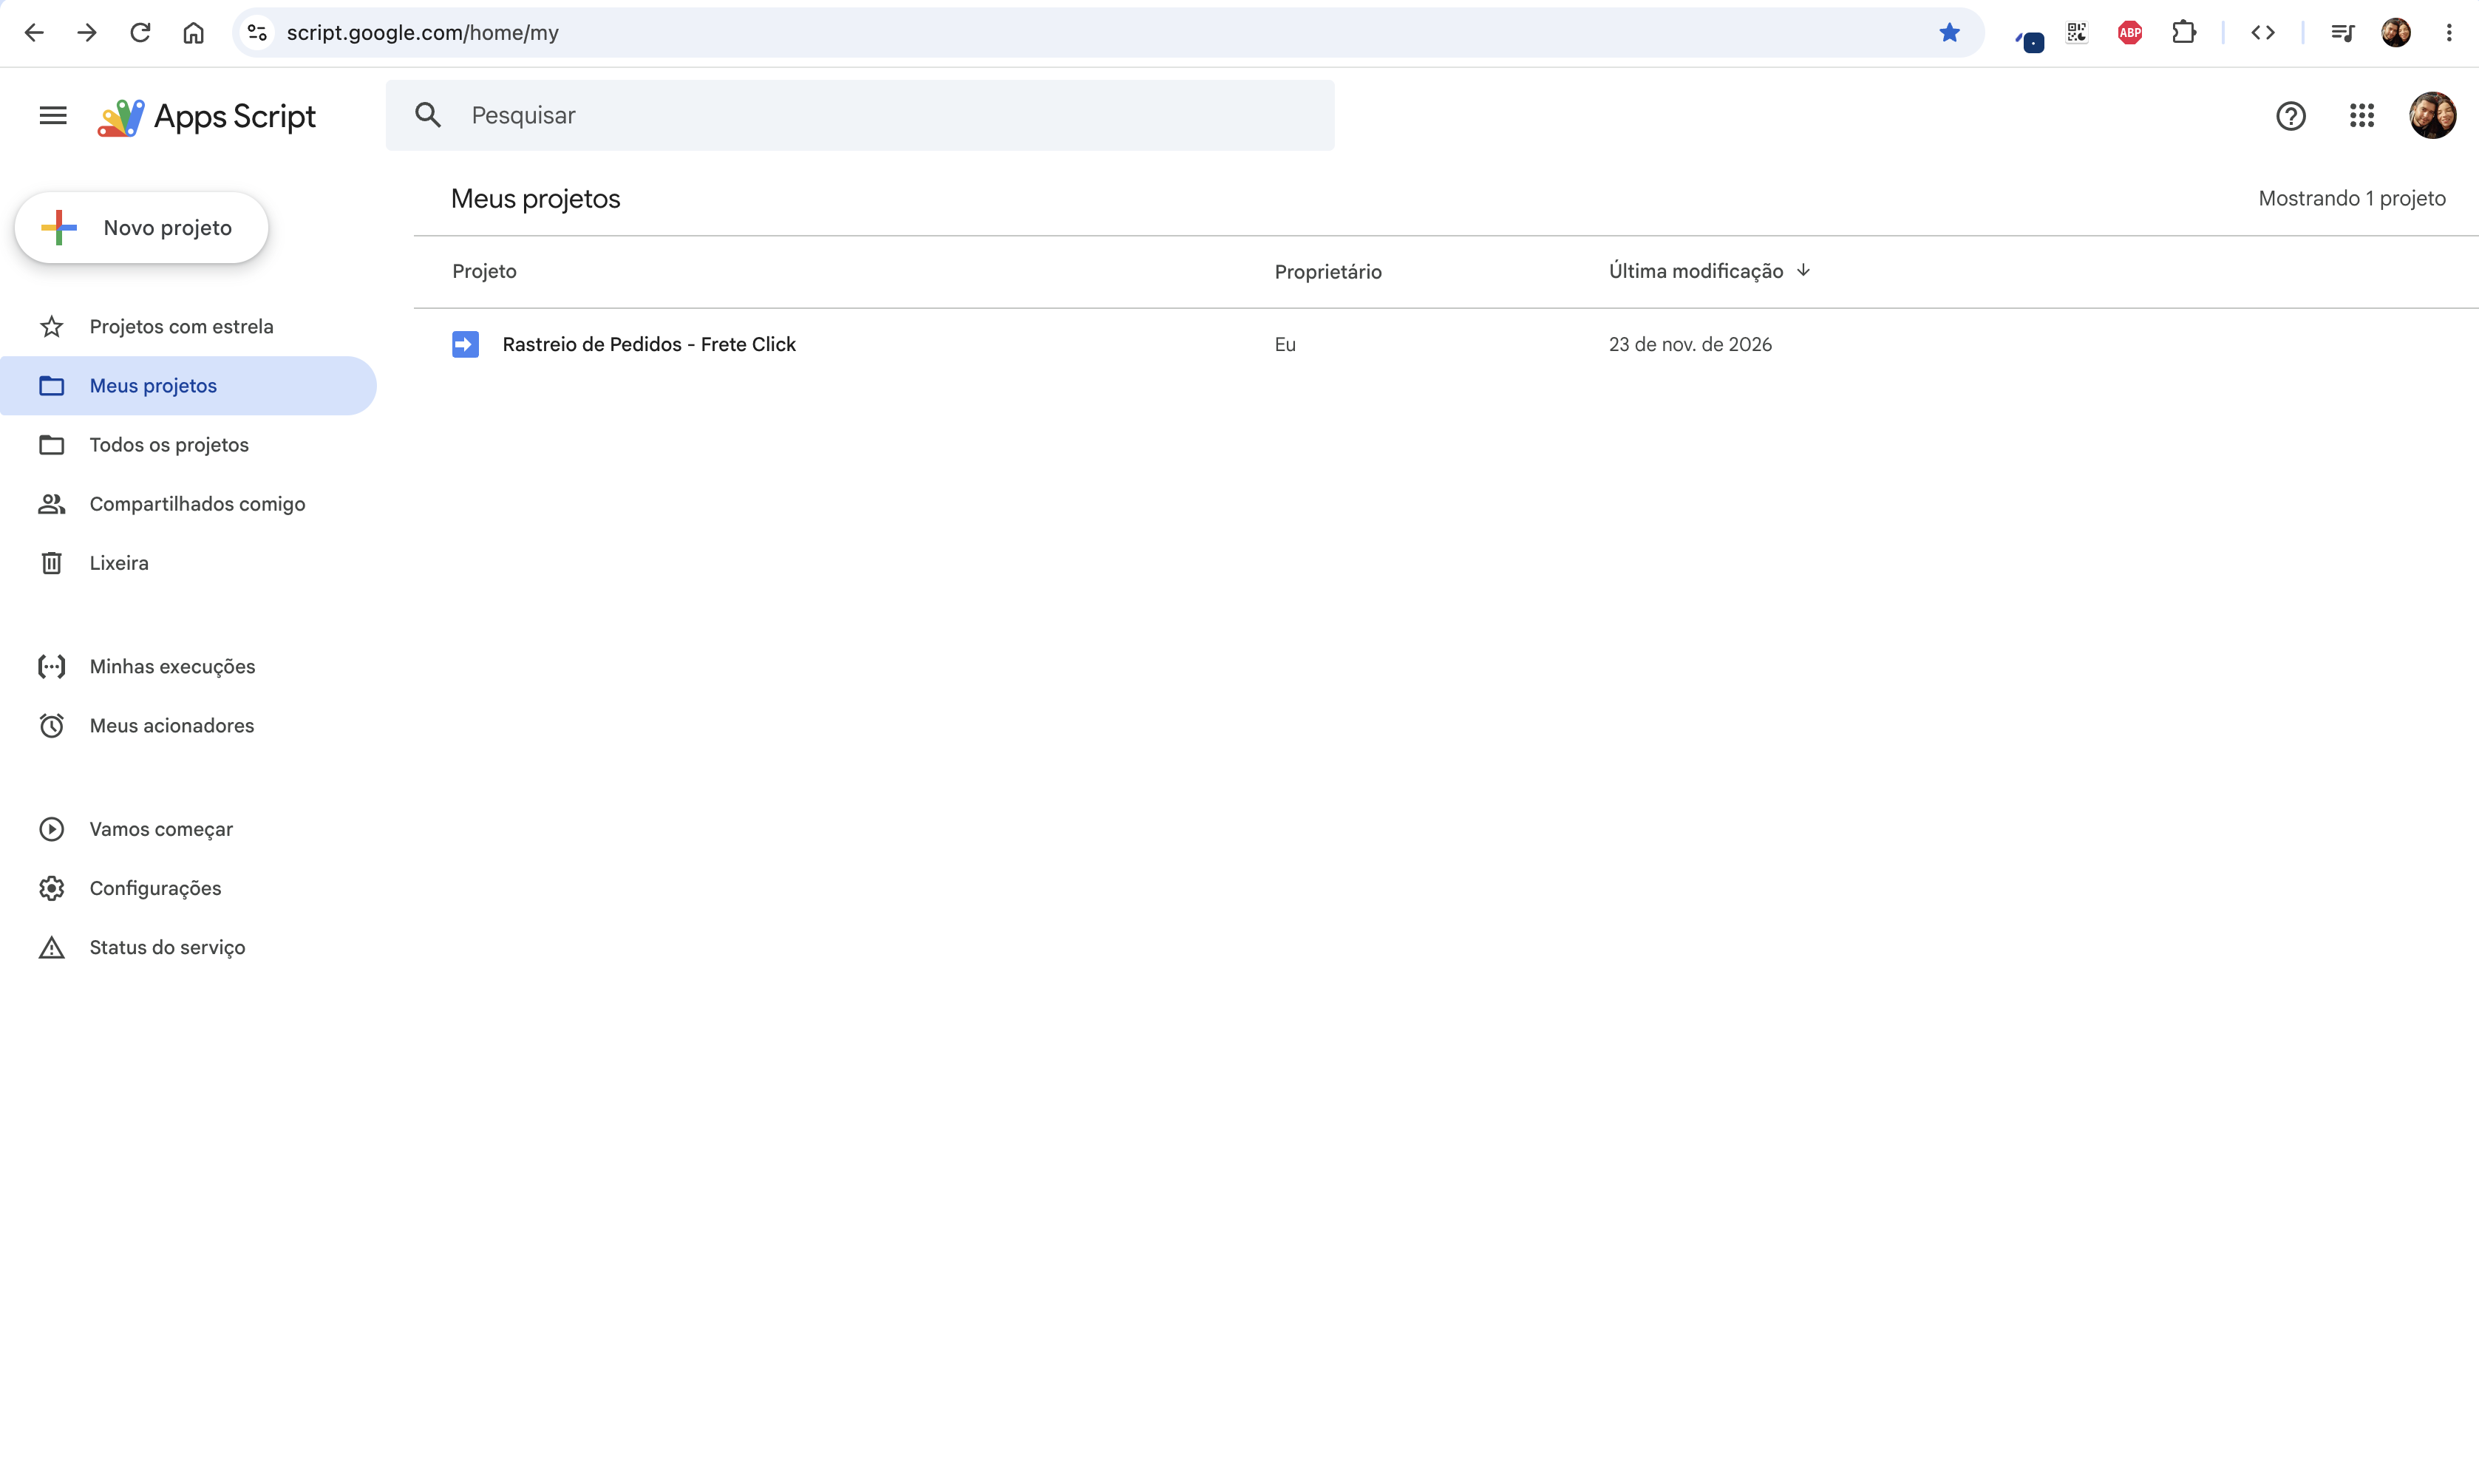 script.google.com/home/my
ABP
Apps Script
Pesquisar
Novo projeto
Meus projetos
Mostrando 1 projeto
Projeto
Proprietário
Última modificação
Rastreio de Pedidos - Frete Click
Eu
23 de nov. de 2026
Projetos com estrela
Meus projetos
Todos os projetos
Compartilhados comigo
Lixeira
Minhas execuções
Meus acionadores
Vamos começar
Configurações
Status do serviço